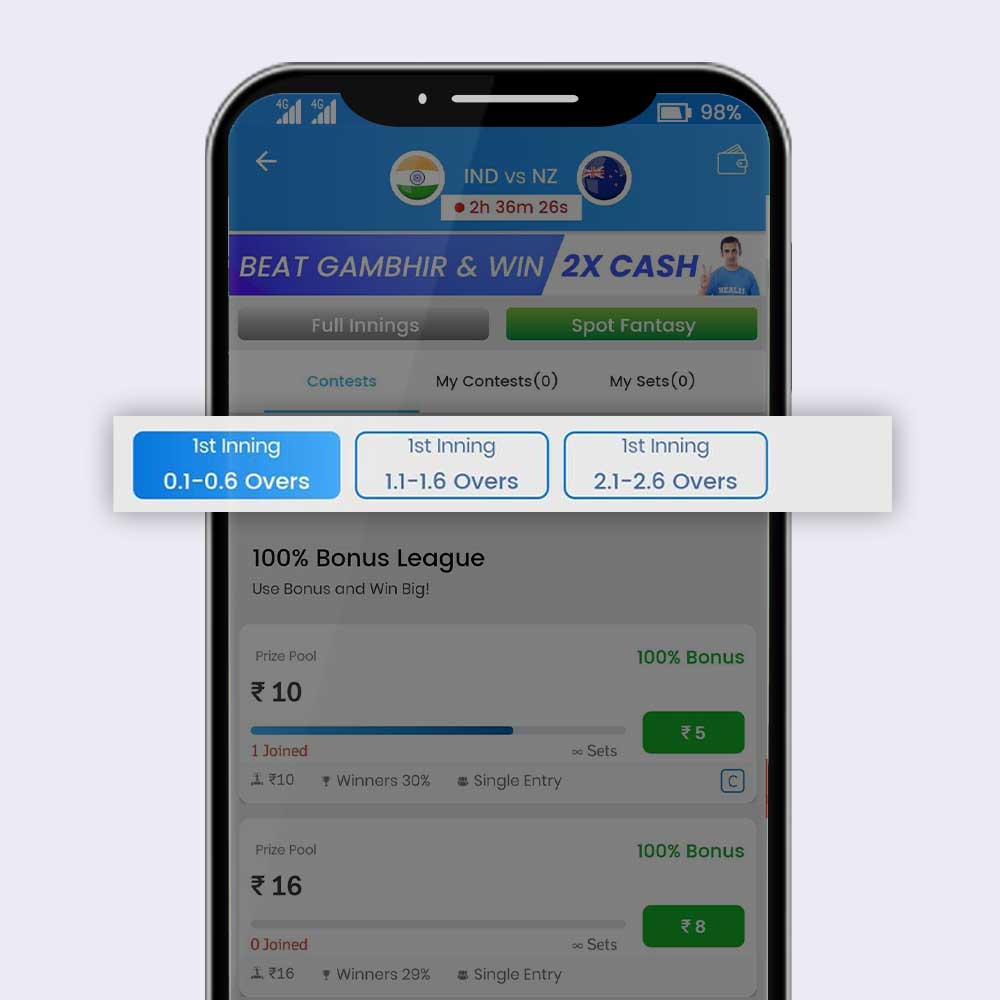 4G 4G 98%
IND vs NZ
2h 36m 26s
BEAT GAMBHIR & WIN 2X CASH
Full Innings Spot Fantasy
Contests My Contests(0) My Sets(0)
1st Inning 1st Inning 1st Inning
0.1-0.6 Overs 1.1-1.6 Overs 2.1-2.6 Overs
100% Bonus League
Use Bonus and Win Big!
Prize Pool 100% Bonus
₹ 10
₹ 5
1 Joined ∞ Sets
₹10 Winners 30% Single Entry C
Prize Pool 100% Bonus
₹ 16
₹ 8
0 Joined ∞ Sets
₹16 Winners 29% Single Entry